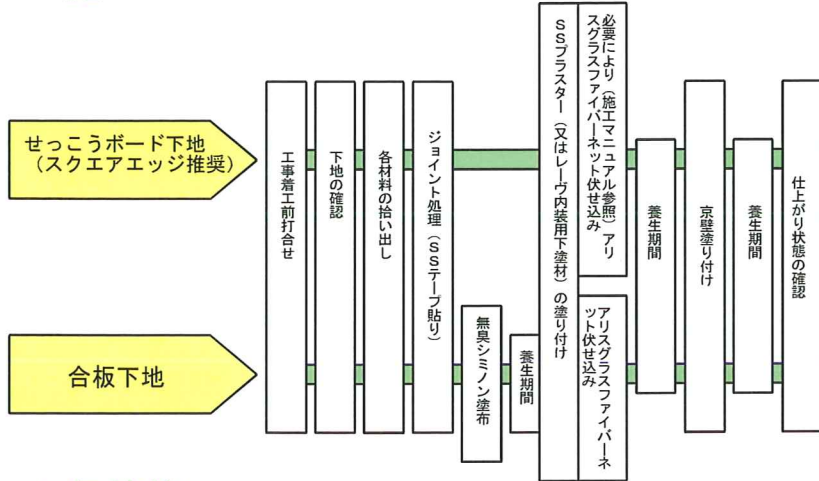 せっこうボード下地
（スクエアエッジ推奨）
合板下地
工事着工前打合せ
下地の確認
各材料の拾い出し
ジョイント処理（SSテープ貼り）
無臭シミノン塗布
養生期間
SSプラスター（又はレーヴ内装用下塗材）の塗り付け
必要により（施工マニュアル参照）アリ
スグラスファイバーネット伏せ込み
アリスグラスファイバーネ
ット伏せ込み
養生期間
京壁塗り付け
養生期間
仕上がり状態の確認